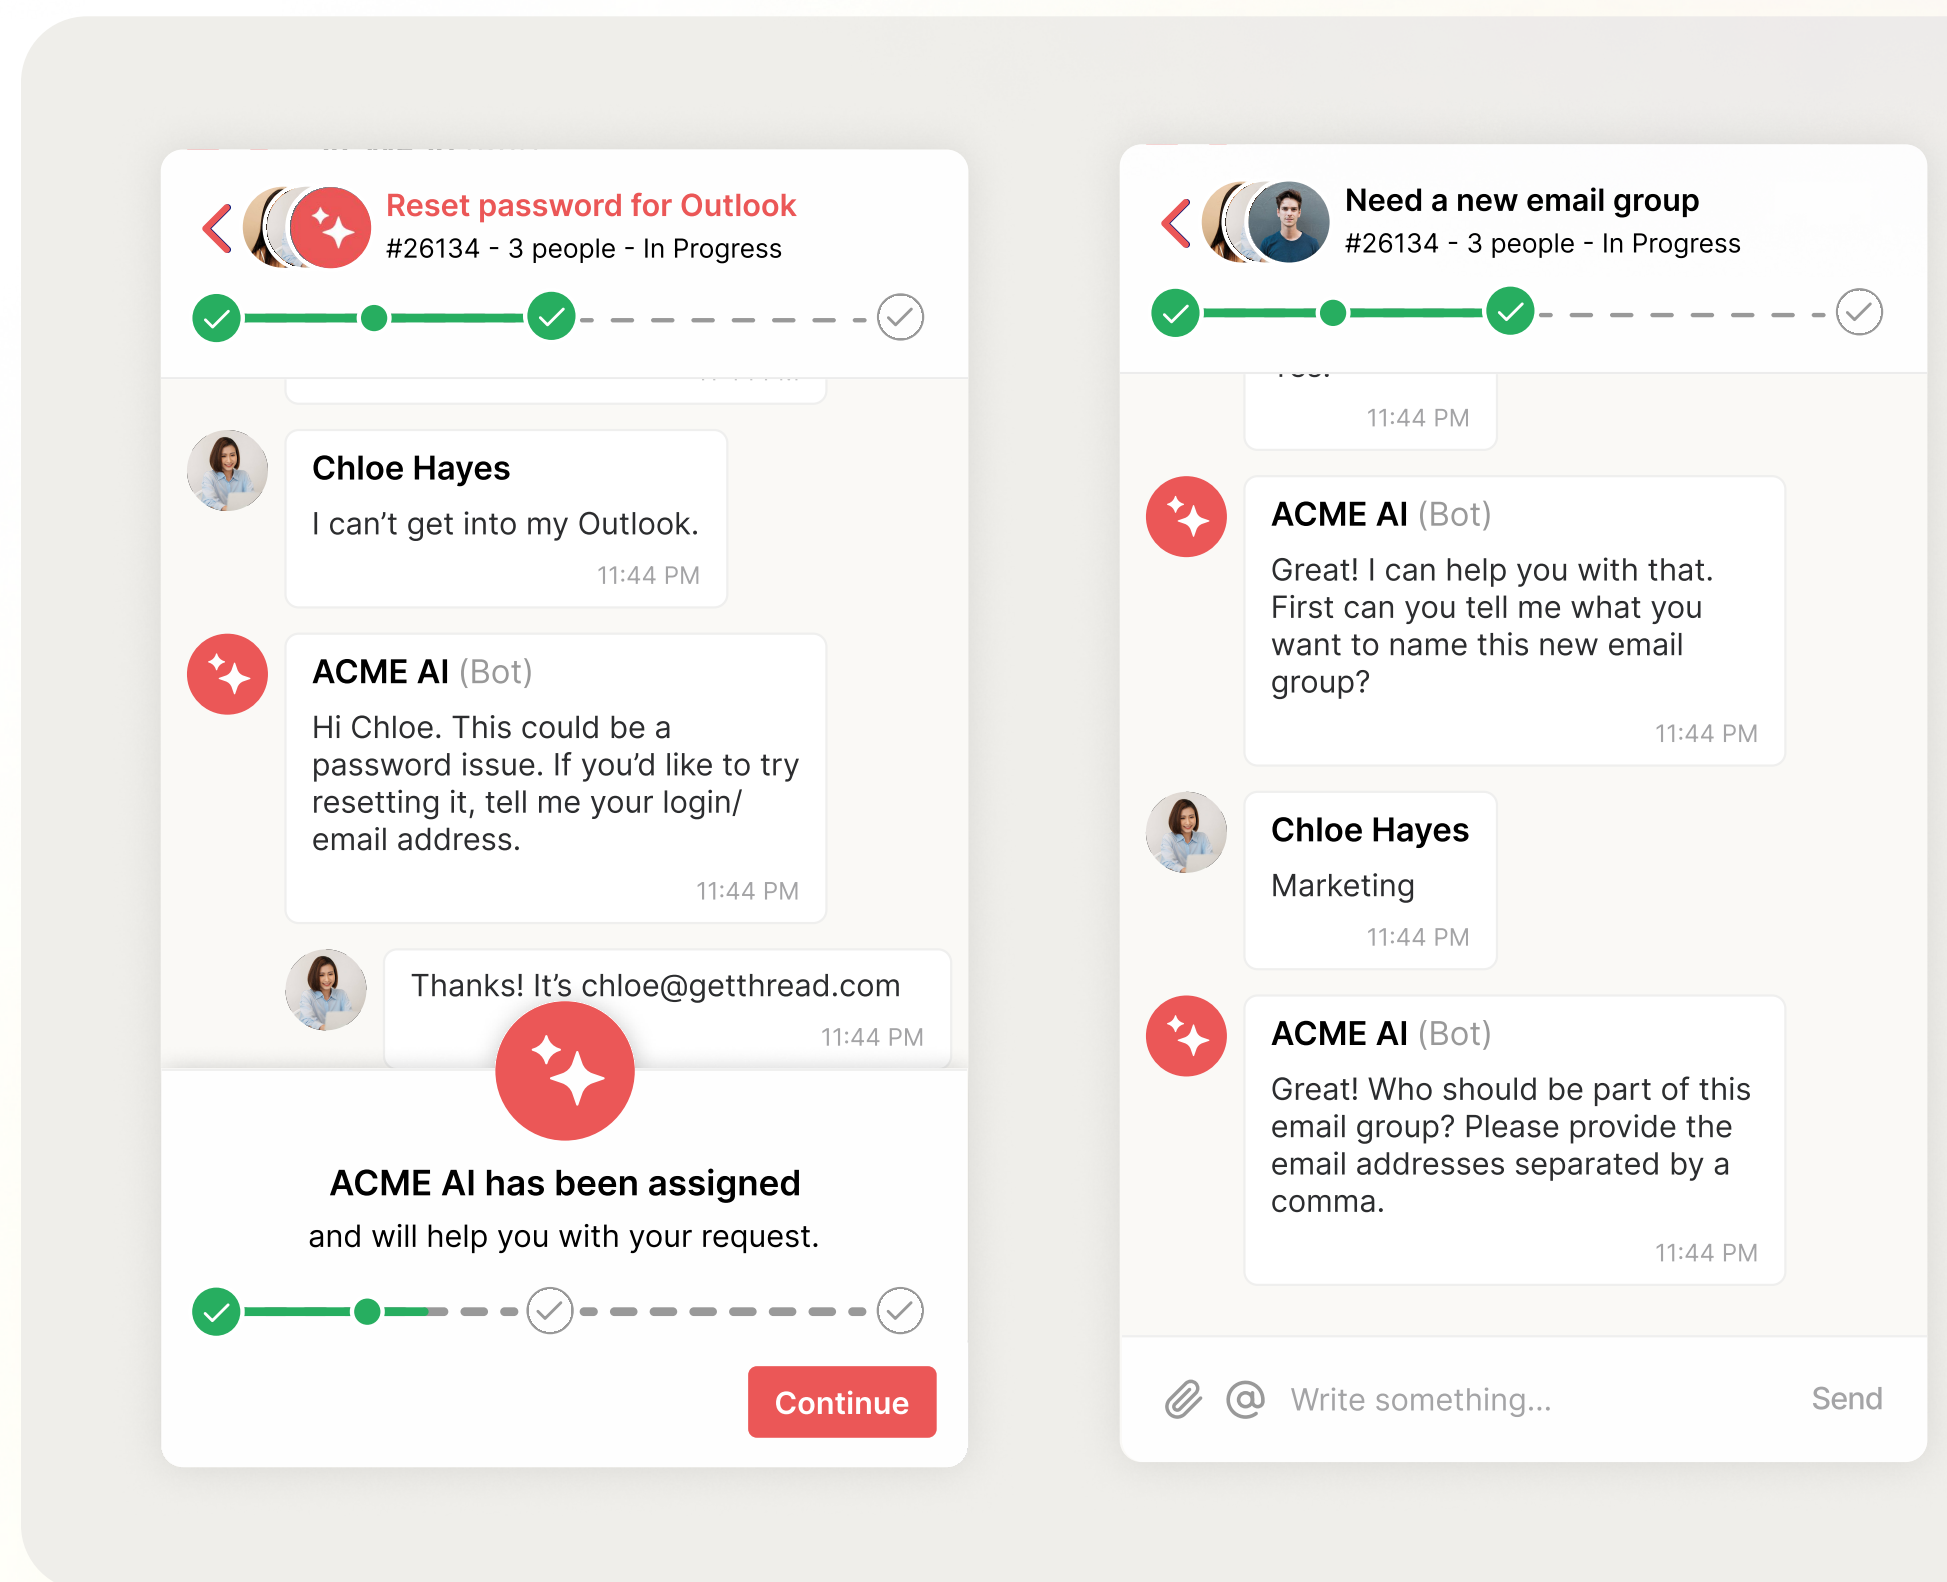 Reset password for Outlook
#26134 - 3 people - In Progress
Chloe Hayes
I can’t get into my Outlook.
11:44 PM
ACME AI (Bot)
Hi Chloe. This could be a
password issue. If you’d like to try
resetting it, tell me your login/
email address.
11:44 PM
Thanks! It’s chloe@getthread.com
11:44 PM
ACME AI has been assigned
and will help you with your request.
Continue
Need a new email group
#26134 - 3 people - In Progress
11:44 PM
ACME AI (Bot)
Great! I can help you with that.
First can you tell me what you
want to name this new email
group?
11:44 PM
Chloe Hayes
Marketing
11:44 PM
ACME AI (Bot)
Great! Who should be part of this
email group? Please provide the
email addresses separated by a
comma.
11:44 PM
Write something...
Send